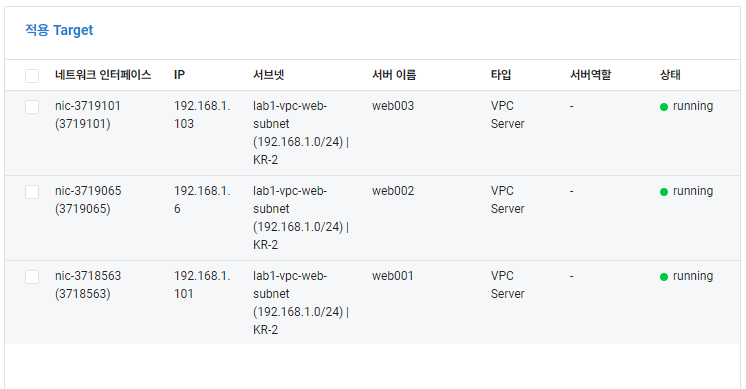 적용 Target
네트워크 인터페이스 IP 서브넷 서버 이름 타입 서버역할 상태
nic-3719101 192.168.1. lab1-vpc-web- web003 VPC - running
(3719101) 103 subnet Server
(192.168.1.0/24) |
KR-2
nic-3719065 192.168.1. lab1-vpc-web- web002 VPC - running
(3719065) 6 subnet Server
(192.168.1.0/24) |
KR-2
nic-3718563 192.168.1. lab1-vpc-web- web001 VPC - running
(3718563) 101 subnet Server
(192.168.1.0/24) |
KR-2